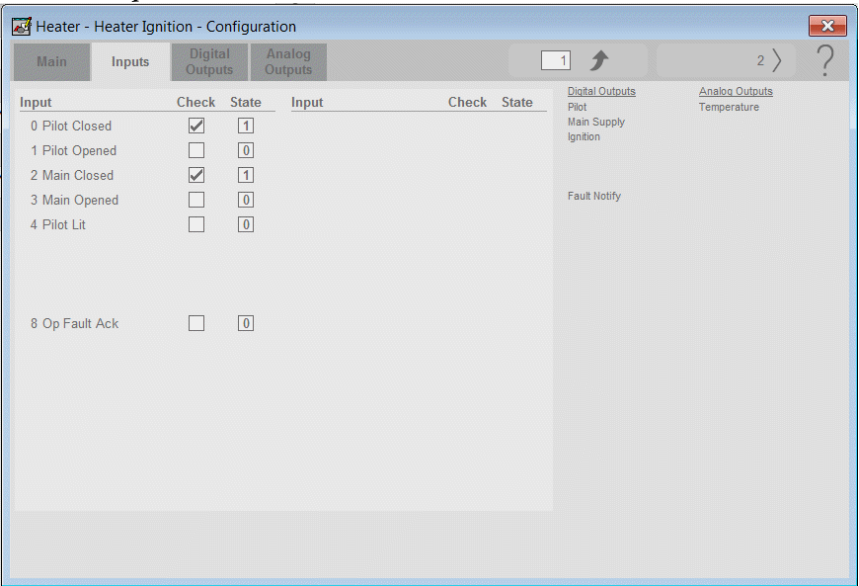 Heater - Heater Ignition - Configuration
Main
Inputs
Digital Outputs
Analog Outputs
1
2
?
Input Check State Input Check State
0 Pilot Closed 1
1 Pilot Opened 0
2 Main Closed 1
3 Main Opened 0
4 Pilot Lit 0
8 Op Fault Ack 0
Digital Outputs
Pilot
Main Supply
Ignition
Fault Notify
Analog Outputs
Temperature